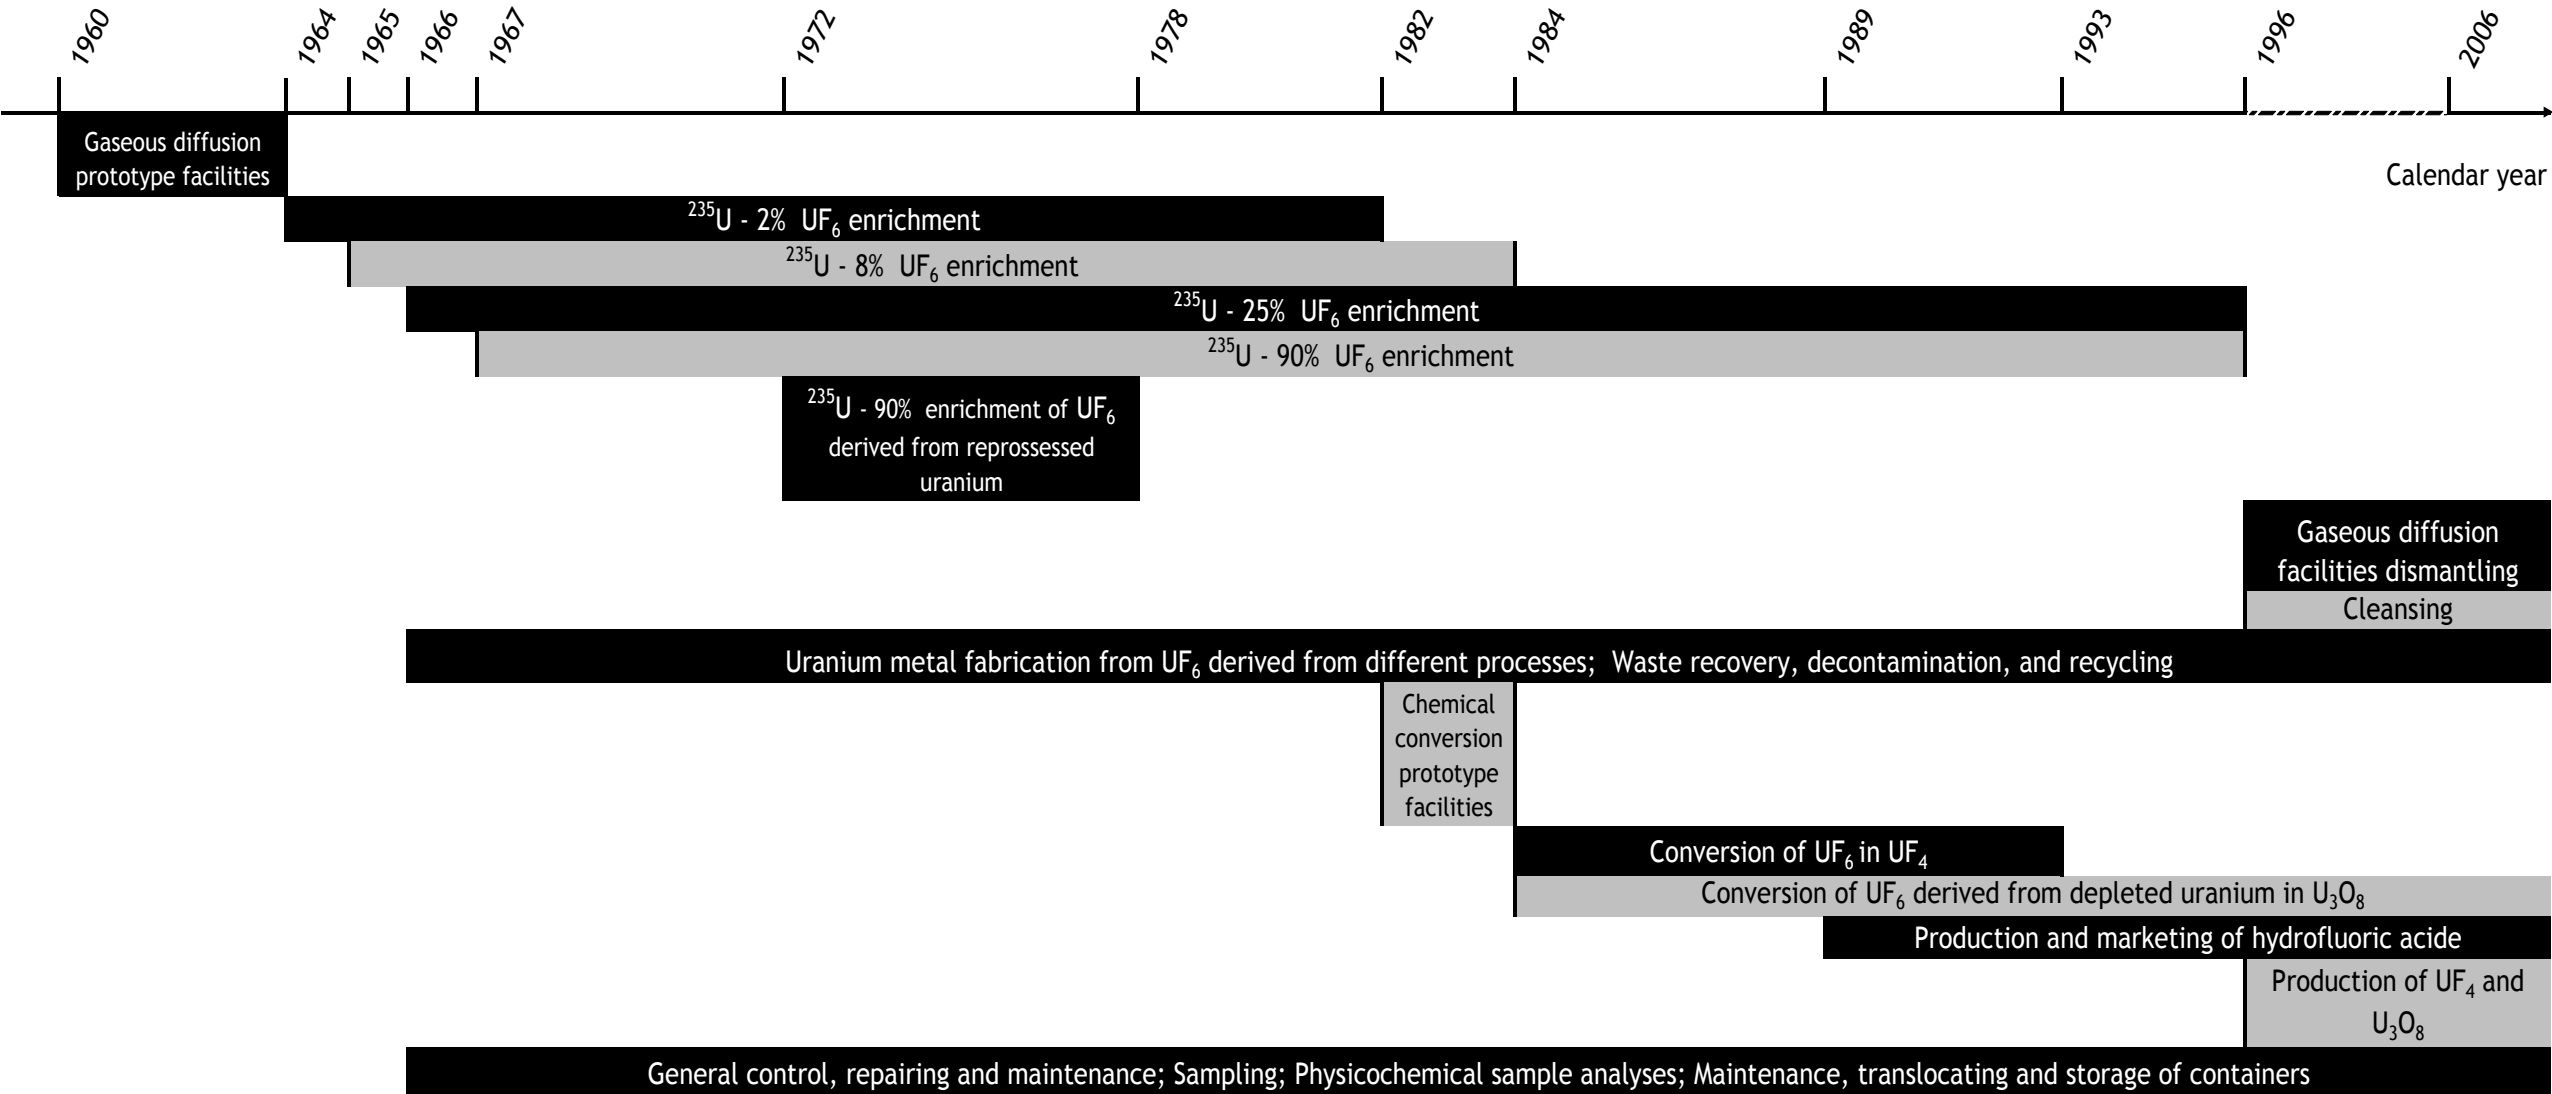 1960
1964
1965
1966
1967
1972
1978
1982
1984
1989
1993
1996
2006
Gaseous diffusion
prototype facilities
Calendar year
²³⁵U - 2% UF₆ enrichment
²³⁵U - 8% UF₆ enrichment
²³⁵U - 25% UF₆ enrichment
²³⁵U - 90% UF₆ enrichment
²³⁵U - 90% enrichment of UF₆
derived from reprossessed
uranium
Gaseous diffusion
facilities dismantling
Cleansing
Uranium metal fabrication from UF₆ derived from different processes; Waste recovery, decontamination, and recycling
Chemical
conversion
prototype
facilities
Conversion of UF₆ in UF₄
Conversion of UF₆ derived from depleted uranium in U₃O₈
Production and marketing of hydrofluoric acide
Production of UF₄ and
U₃O₈
General control, repairing and maintenance; Sampling; Physicochemical sample analyses; Maintenance, translocating and storage of containers